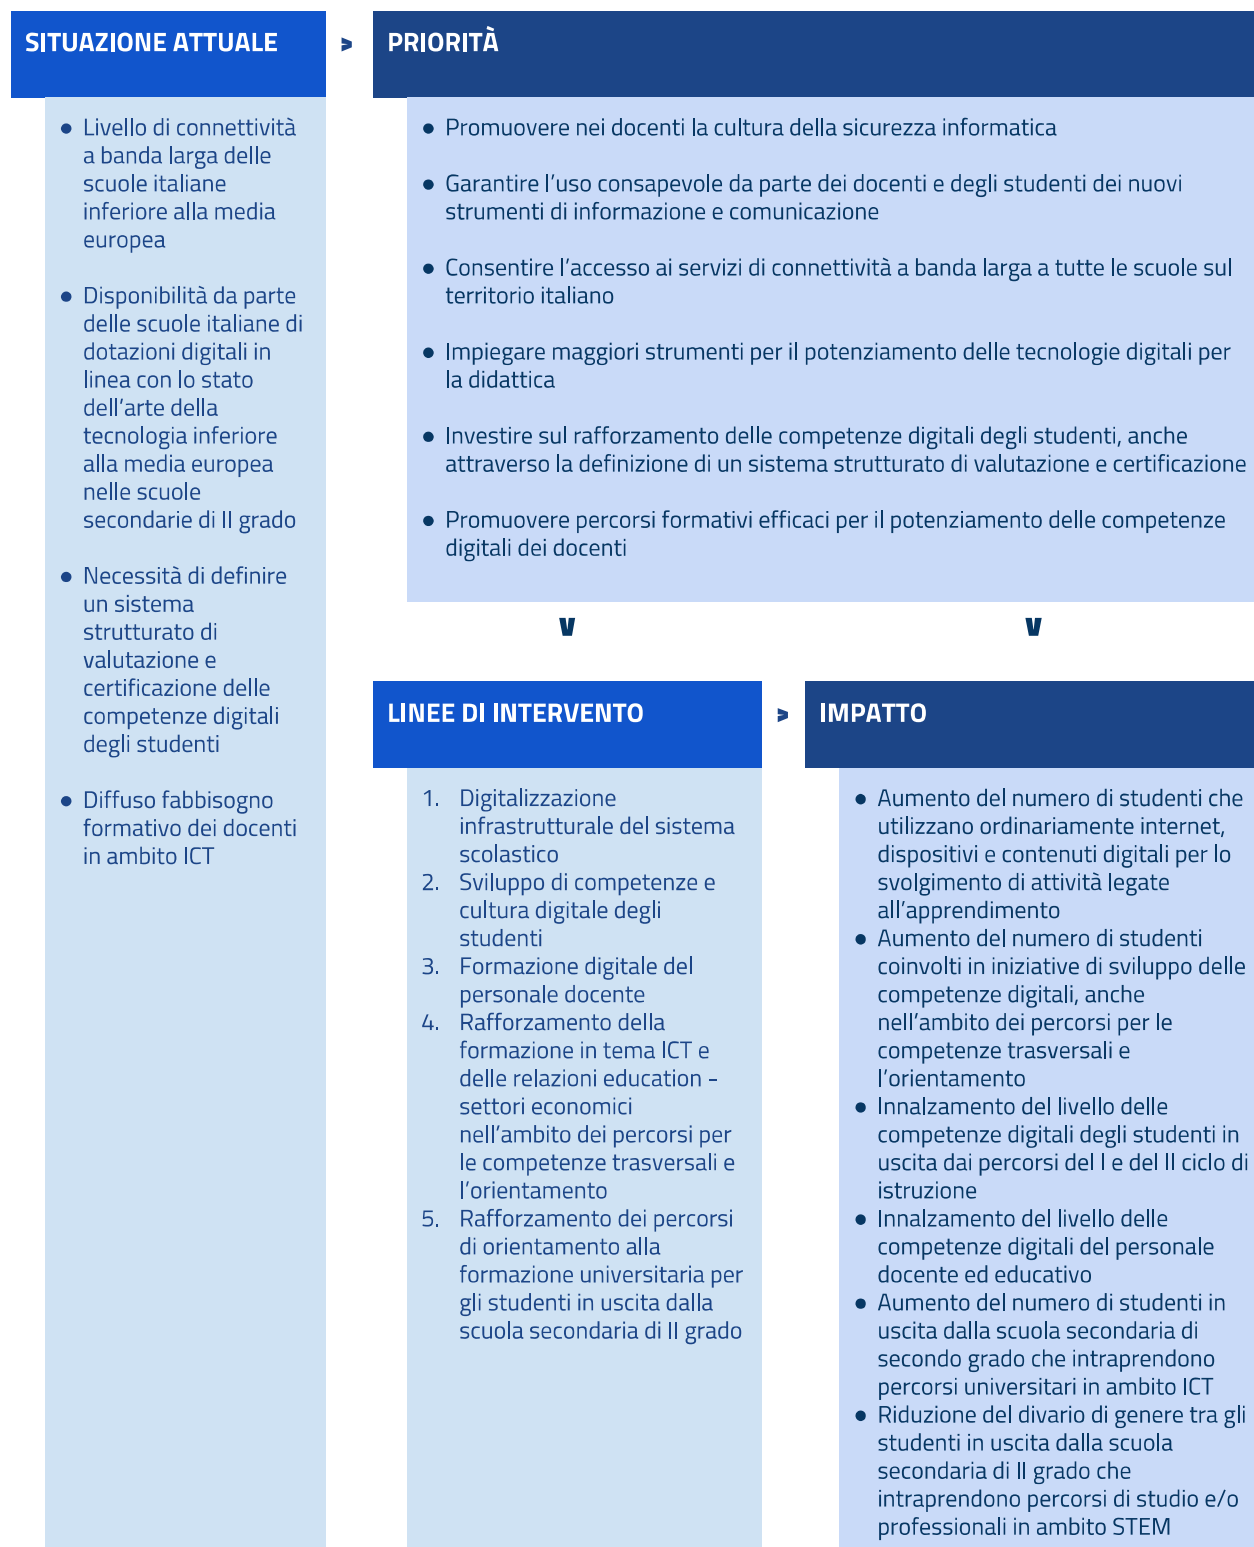 SITUAZIONE ATTUALE
>
PRIORITÀ
● Livello di connettività
a banda larga delle
scuole italiane
inferiore alla media
europea
● Disponibilità da parte
delle scuole italiane di
dotazioni digitali in
linea con lo stato
dell'arte della
tecnologia inferiore
alla media europea
nelle scuole
secondarie di II grado
● Necessità di definire
un sistema
strutturato di
valutazione e
certificazione delle
competenze digitali
degli studenti
● Diffuso fabbisogno
formativo dei docenti
in ambito ICT
● Promuovere nei docenti la cultura della sicurezza informatica
● Garantire l'uso consapevole da parte dei docenti e degli studenti dei nuovi
strumenti di informazione e comunicazione
● Consentire l'accesso ai servizi di connettività a banda larga a tutte le scuole sul
territorio italiano
● Impiegare maggiori strumenti per il potenziamento delle tecnologie digitali per
la didattica
● Investire sul rafforzamento delle competenze digitali degli studenti, anche
attraverso la definizione di un sistema strutturato di valutazione e certificazione
● Promuovere percorsi formativi efficaci per il potenziamento delle competenze
digitali dei docenti
V
V
LINEE DI INTERVENTO
>
IMPATTO
1. Digitalizzazione
infrastrutturale del sistema
scolastico
2. Sviluppo di competenze e
cultura digitale degli
studenti
3. Formazione digitale del
personale docente
4. Rafforzamento della
formazione in tema ICT e
delle relazioni education -
settori economici
nell'ambito dei percorsi per
le competenze trasversali e
l'orientamento
5. Rafforzamento dei percorsi
di orientamento alla
formazione universitaria per
gli studenti in uscita dalla
scuola secondaria di II grado
● Aumento del numero di studenti che
utilizzano ordinariamente internet,
dispositivi e contenuti digitali per lo
svolgimento di attività legate
all'apprendimento
● Aumento del numero di studenti
coinvolti in iniziative di sviluppo delle
competenze digitali, anche
nell'ambito dei percorsi per le
competenze trasversali e
l'orientamento
● Innalzamento del livello delle
competenze digitali degli studenti in
uscita dai percorsi del I e del II ciclo di
istruzione
● Innalzamento del livello delle
competenze digitali del personale
docente ed educativo
● Aumento del numero di studenti in
uscita dalla scuola secondaria di
secondo grado che intraprendono
percorsi universitari in ambito ICT
● Riduzione del divario di genere tra gli
studenti in uscita dalla scuola
secondaria di II grado che
intraprendono percorsi di studio e/o
professionali in ambito STEM